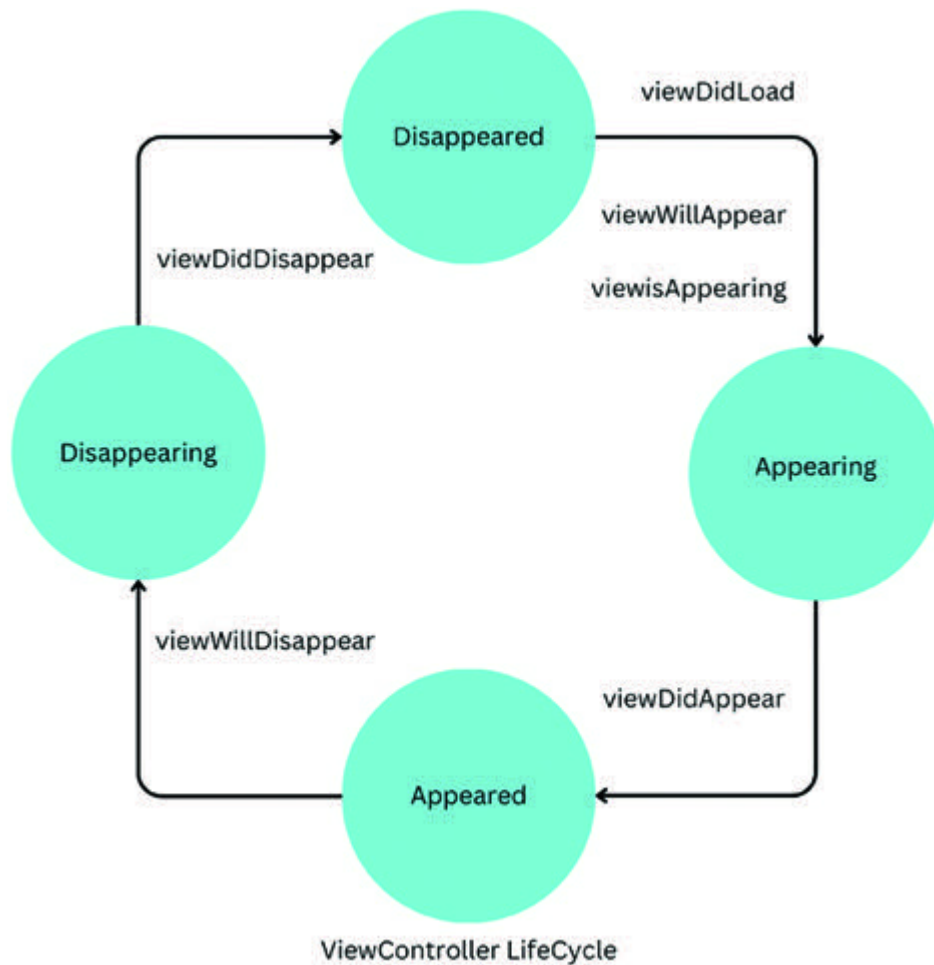 viewDidLoad
Disappeared
viewWillAppear
viewDidDisappear
viewisAppearing
Disappearing
Appearing
viewWillDisappear
viewDidAppear
Appeared
ViewController LifeCycle